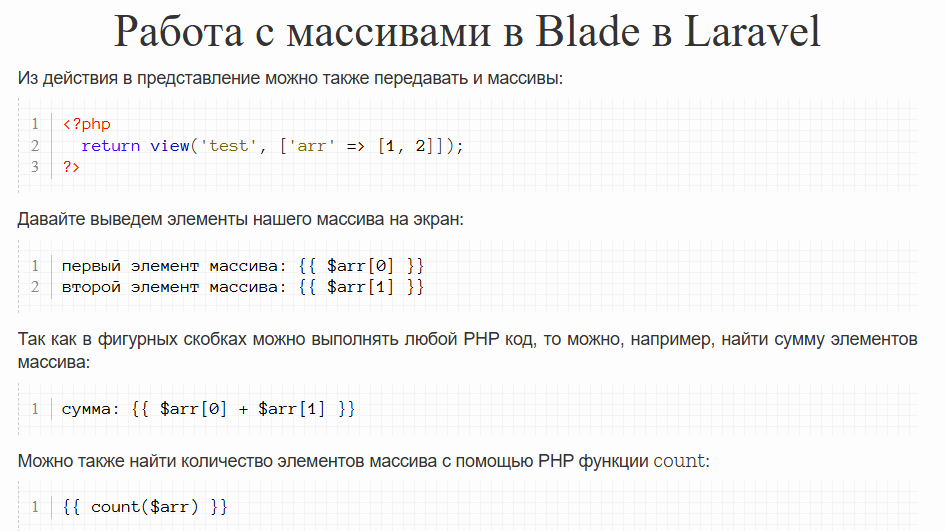 Работа с массивами в Blade в Laravel
Из действия в представление можно также передавать и массивы:
1 <?php
2 return view('test', ['arr' => [1, 2]]);
3 ?>
Давайте выведем элементы нашего массива на экран:
1 первый элемент массива: {{ $arr[0] }}
2 второй элемент массива: {{ $arr[1] }}
Так как в фигурных скобках можно выполнять любой PHP код, то можно, например, найти сумму элементов
массива:
1 сумма: {{ $arr[0] + $arr[1] }}
Можно также найти количество элементов массива с помощью PHP функции count:
1 {{ count($arr) }}